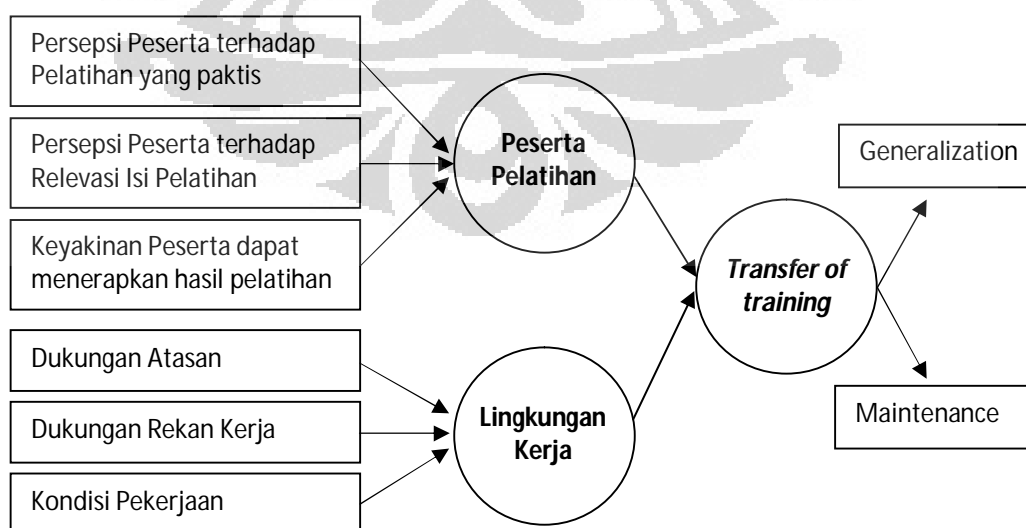 Persepsi Peserta terhadap
Pelatihan yang paktis
Persepsi Peserta terhadap
Relevasi Isi Pelatihan
Keyakinan Peserta dapat
menerapkan hasil pelatihan
Dukungan Atasan
Dukungan Rekan Kerja
Kondisi Pekerjaan
Peserta
Pelatihan
Lingkungan
Kerja
Transfer of
training
Generalization
Maintenance